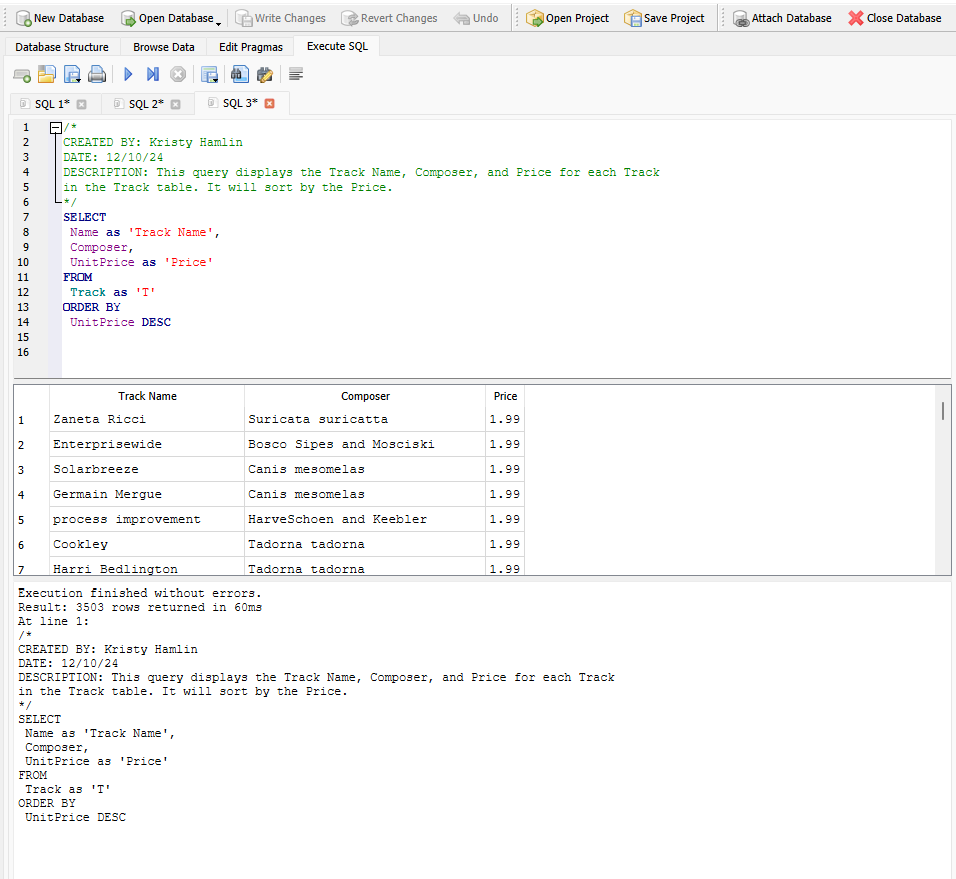 New Database Open Database Write Changes Revert Changes Undo Open Project Save Project Attach Database Close Database
Database Structure Browse Data Edit Pragmas Execute SQL
SQL 1* SQL 2* SQL 3*
1 /*
2 CREATED BY: Kristy Hamlin
3 DATE: 12/10/24
4 DESCRIPTION: This query displays the Track Name, Composer, and Price for each Track
5 in the Track table. It will sort by the Price.
6 */
7 SELECT
8 Name as 'Track Name',
9 Composer,
10 UnitPrice as 'Price'
11 FROM
12 Track as 'T'
13 ORDER BY
14 UnitPrice DESC
15
16
Track Name Composer Price
1 Zaneta Ricci Suricata suricatta 1.99
2 Enterprisewide Bosco Sipes and Mosciski 1.99
3 Solarbreeze Canis mesomelas 1.99
4 Germain Mergue Canis mesomelas 1.99
5 process improvement HarveSchoen and Keebler 1.99
6 Cookley Tadorna tadorna 1.99
7 Harri Bedlington Tadorna tadorna 1.99
Execution finished without errors.
Result: 3503 rows returned in 60ms
At line 1:
/*
CREATED BY: Kristy Hamlin
DATE: 12/10/24
DESCRIPTION: This query displays the Track Name, Composer, and Price for each Track
in the Track table. It will sort by the Price.
*/
SELECT
Name as 'Track Name',
Composer,
UnitPrice as 'Price'
FROM
Track as 'T'
ORDER BY
UnitPrice DESC